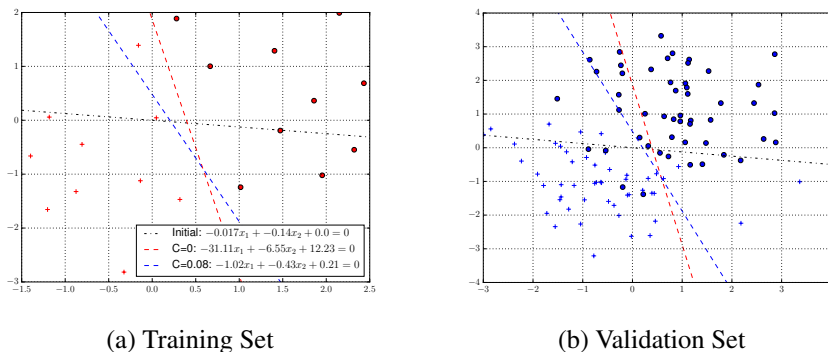 2
1
0
−1
−2
−3
−1.5 −1.0 −0.5 0.0 0.5 1.0 1.5 2.0 2.5
Initial: −0.017x₁ + −0.14x₂ + 0.0 = 0
C=0: −31.11x₁ + −6.55x₂ + 12.23 = 0
C=0.08: −1.02x₁ + −0.43x₂ + 0.21 = 0
(a) Training Set
4
3
2
1
0
−1
−2
−3
−4
−3 −2 −1 0 1 2 3
(b) Validation Set